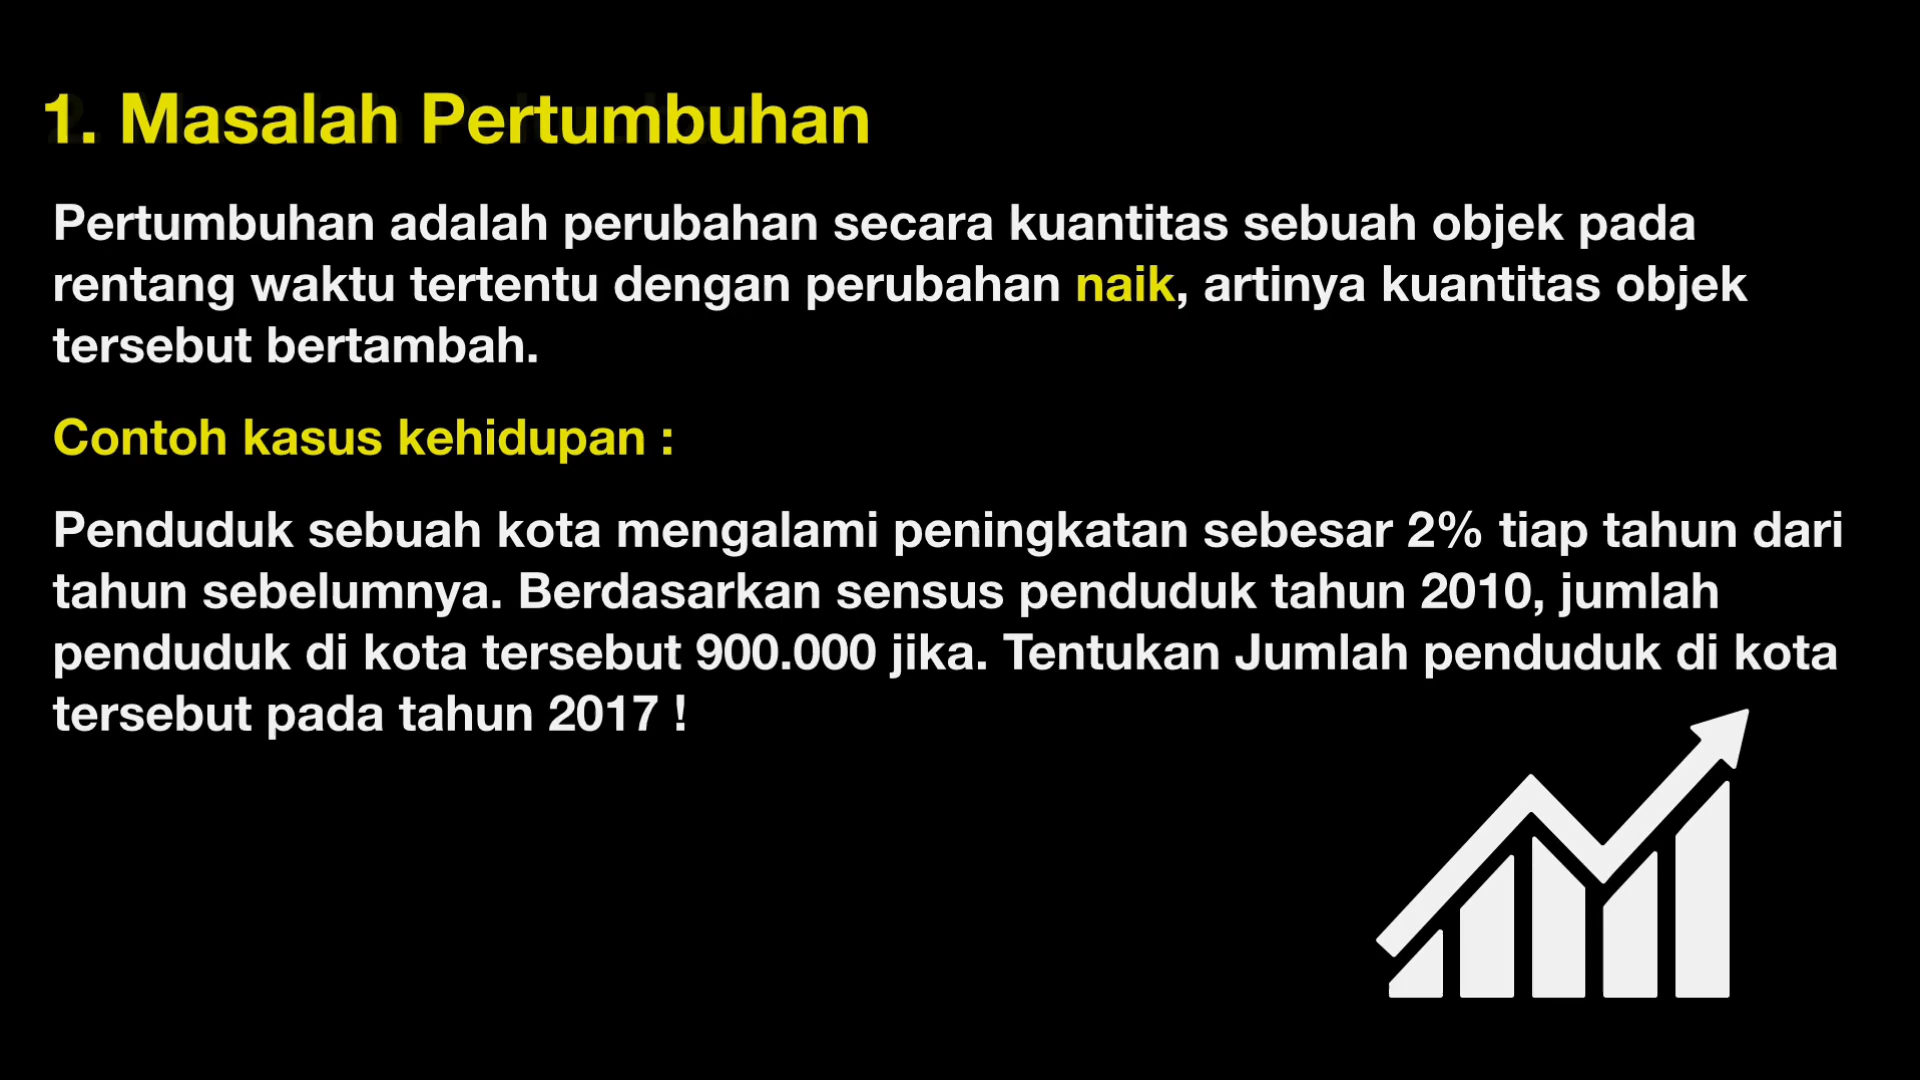 1. Masalah Pertumbuhan
Pertumbuhan adalah perubahan secara kuantitas sebuah objek pada
rentang waktu tertentu dengan perubahan naik, artinya kuantitas objek
tersebut bertambah.
Contoh kasus kehidupan :
Penduduk sebuah kota mengalami peningkatan sebesar 2% tiap tahun dari
tahun sebelumnya. Berdasarkan sensus penduduk tahun 2010, jumlah
penduduk di kota tersebut 900.000 jika. Tentukan Jumlah penduduk di kota
tersebut pada tahun 2017 !